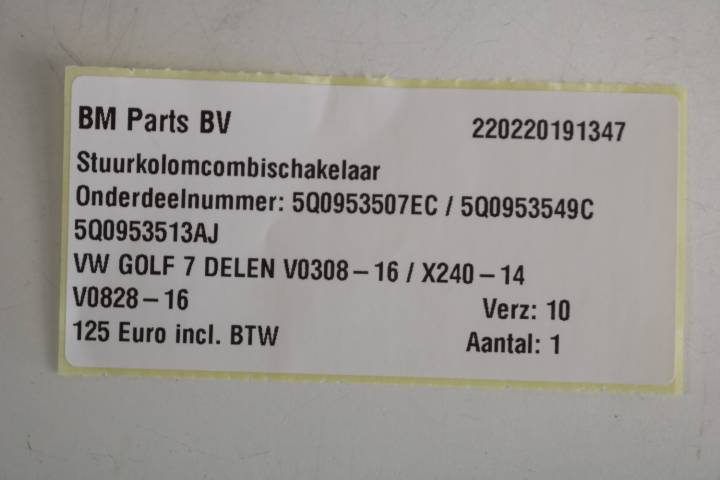 BM Parts BV 220220191347
Stuurkolomcombischakelaar
Onderdeelnummer: 5Q0953507EC / 5Q0953549C
5Q0953513AJ
VW GOLF 7 DELEN V0308-16 / X240-14
V0828-16 Verz: 10
125 Euro incl. BTW Aantal: 1